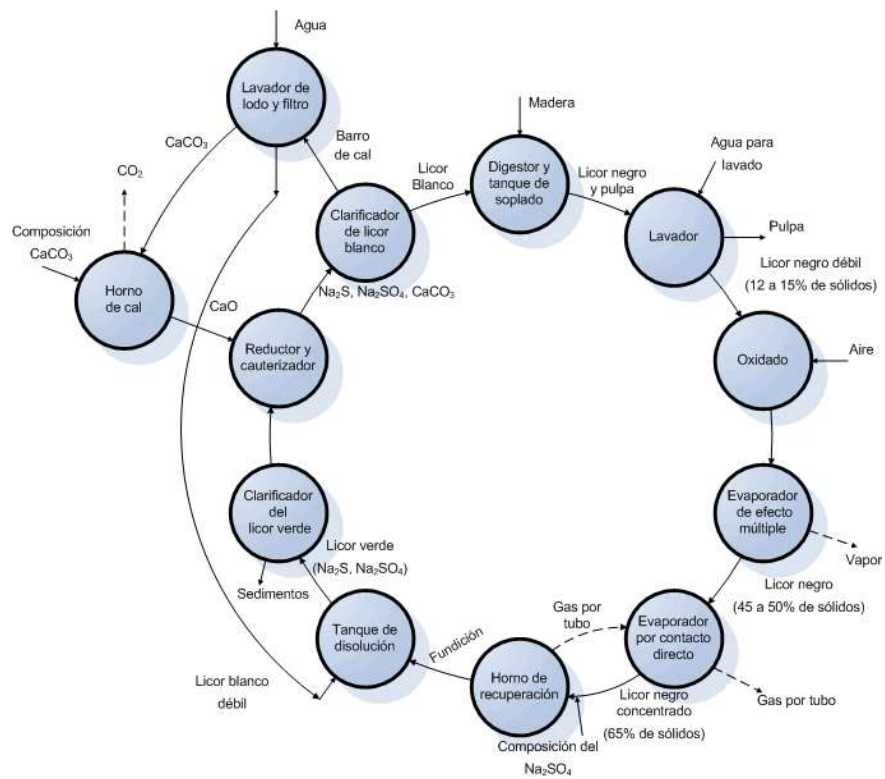 Agua
Lavador de
lodo y filtro
CaCO₃
Barro
de cal
CO₂
Composición
CaCO₃
Horno
de cal
CaO
Clarificador
de licor
blanco
Licor
Blanco
Madera
Digestor y
tanque de
soplado
Licor negro
y pulpa
Agua para
lavado
Lavador
Pulpa
Licor negro débil
(12 a 15% de sólidos)
Na₂S, Na₂SO₄, CaCO₃
Reductor y
cauterizador
Oxidado
Aire
Clarificador
del
licor verde
Evaporador
de efecto
múltiple
Vapor
Licor negro
(45 a 50% de sólidos)
Licor verde
(Na₂S, Na₂SO₄)
Sedimentos
Tanque de
disolución
Licor blanco
débil
Fundición
Gas por
tubo
Evaporador
por contacto
directo
Horno de
recuperación
Gas por tubo
Licor negro
concentrado
(65% de sólidos)
Composición del
Na₂SO₄